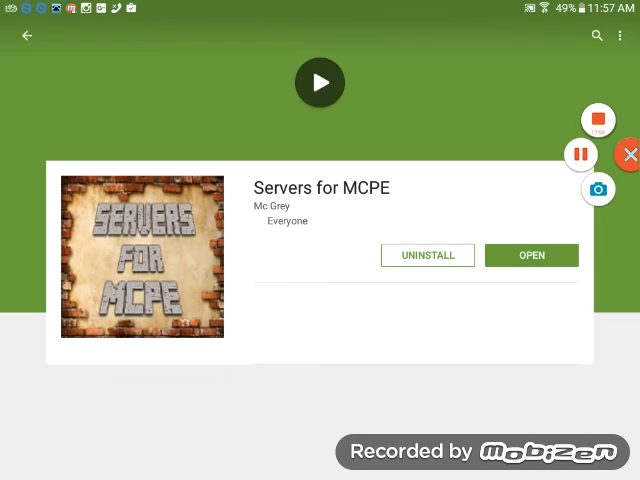 49% 11:57 AM
SERVERS
FOR
MCPE
Servers for MCPE
Mc Grey
Everyone
UNINSTALL
OPEN
Recorded by mobizen